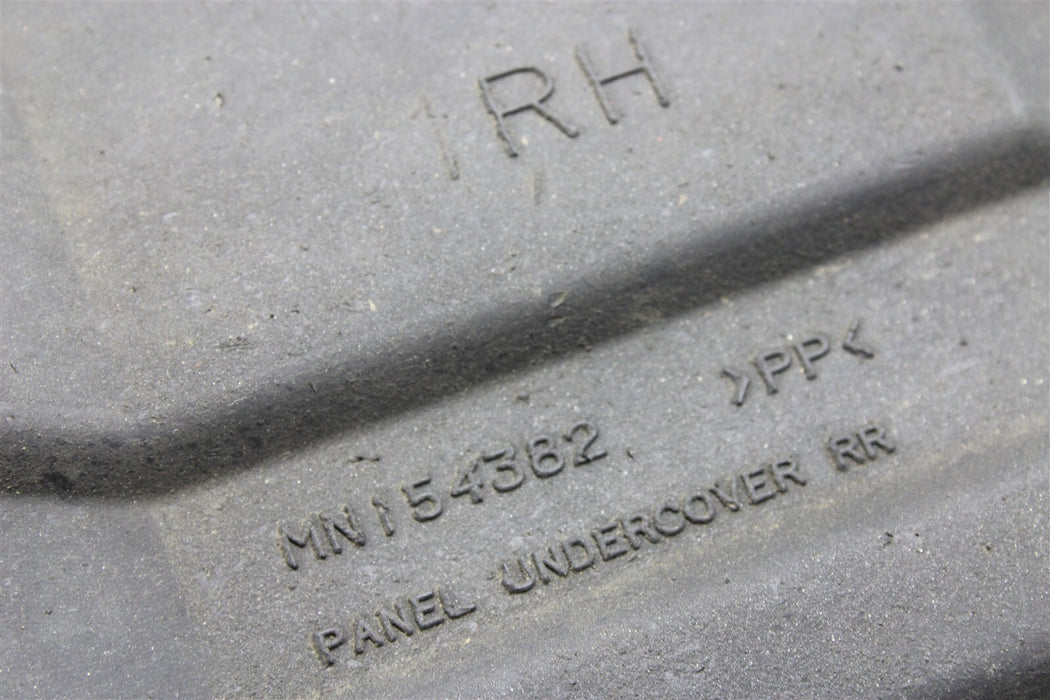 RH
>PP<
MN154382
PANEL UNDERCOVER RR